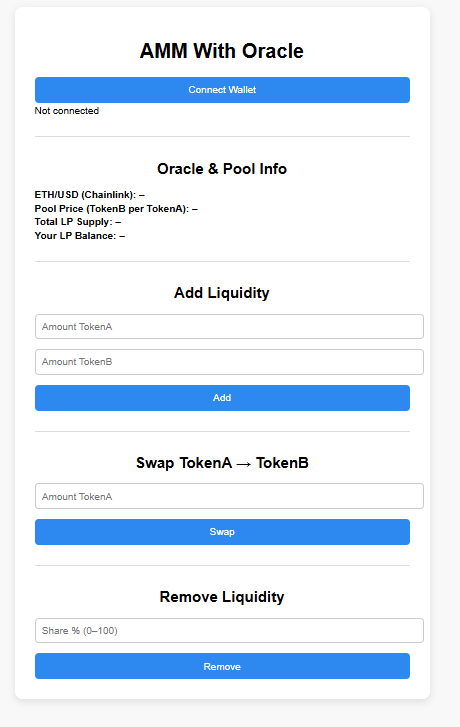 AMM With Oracle
Connect Wallet
Not connected
Oracle & Pool Info
ETH/USD (Chainlink): –
Pool Price (TokenB per TokenA): –
Total LP Supply: –
Your LP Balance: –
Add Liquidity
Amount TokenA
Amount TokenB
Add
Swap TokenA → TokenB
Amount TokenA
Swap
Remove Liquidity
Share % (0–100)
Remove